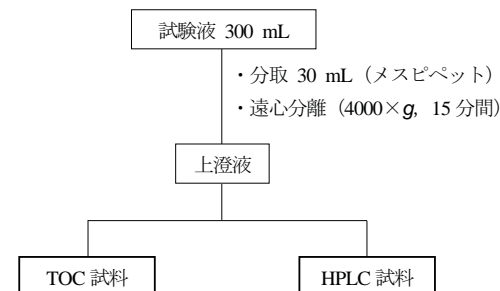 試験液 300 mL
・分取 30 mL（メスピペット）
・遠心分離（4000×g, 15 分間）
上澄液
TOC 試料
HPLC 試料